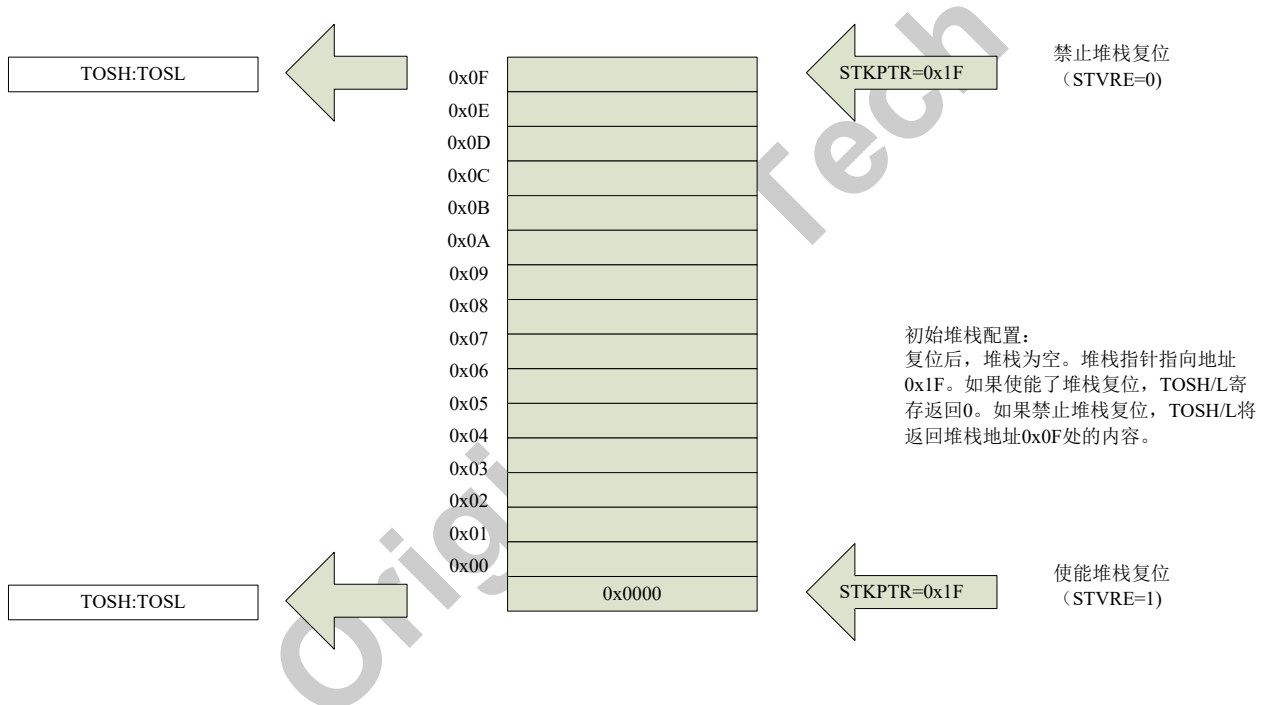 TOSH:TOSL
STKPTR=0x1F
禁止堆栈复位
（STVRE=0)
0x0F
0x0E
0x0D
0x0C
0x0B
0x0A
0x09
0x08
0x07
0x06
0x05
0x04
0x03
0x02
0x01
0x00
初始堆栈配置：
复位后，堆栈为空。堆栈指针指向地址
0x1F。如果使能了堆栈复位，TOSH/L寄
存返回0。如果禁止堆栈复位，TOSH/L将
返回堆栈地址0x0F处的内容。
TOSH:TOSL
0x0000
STKPTR=0x1F
使能堆栈复位
（STVRE=1)
Tech